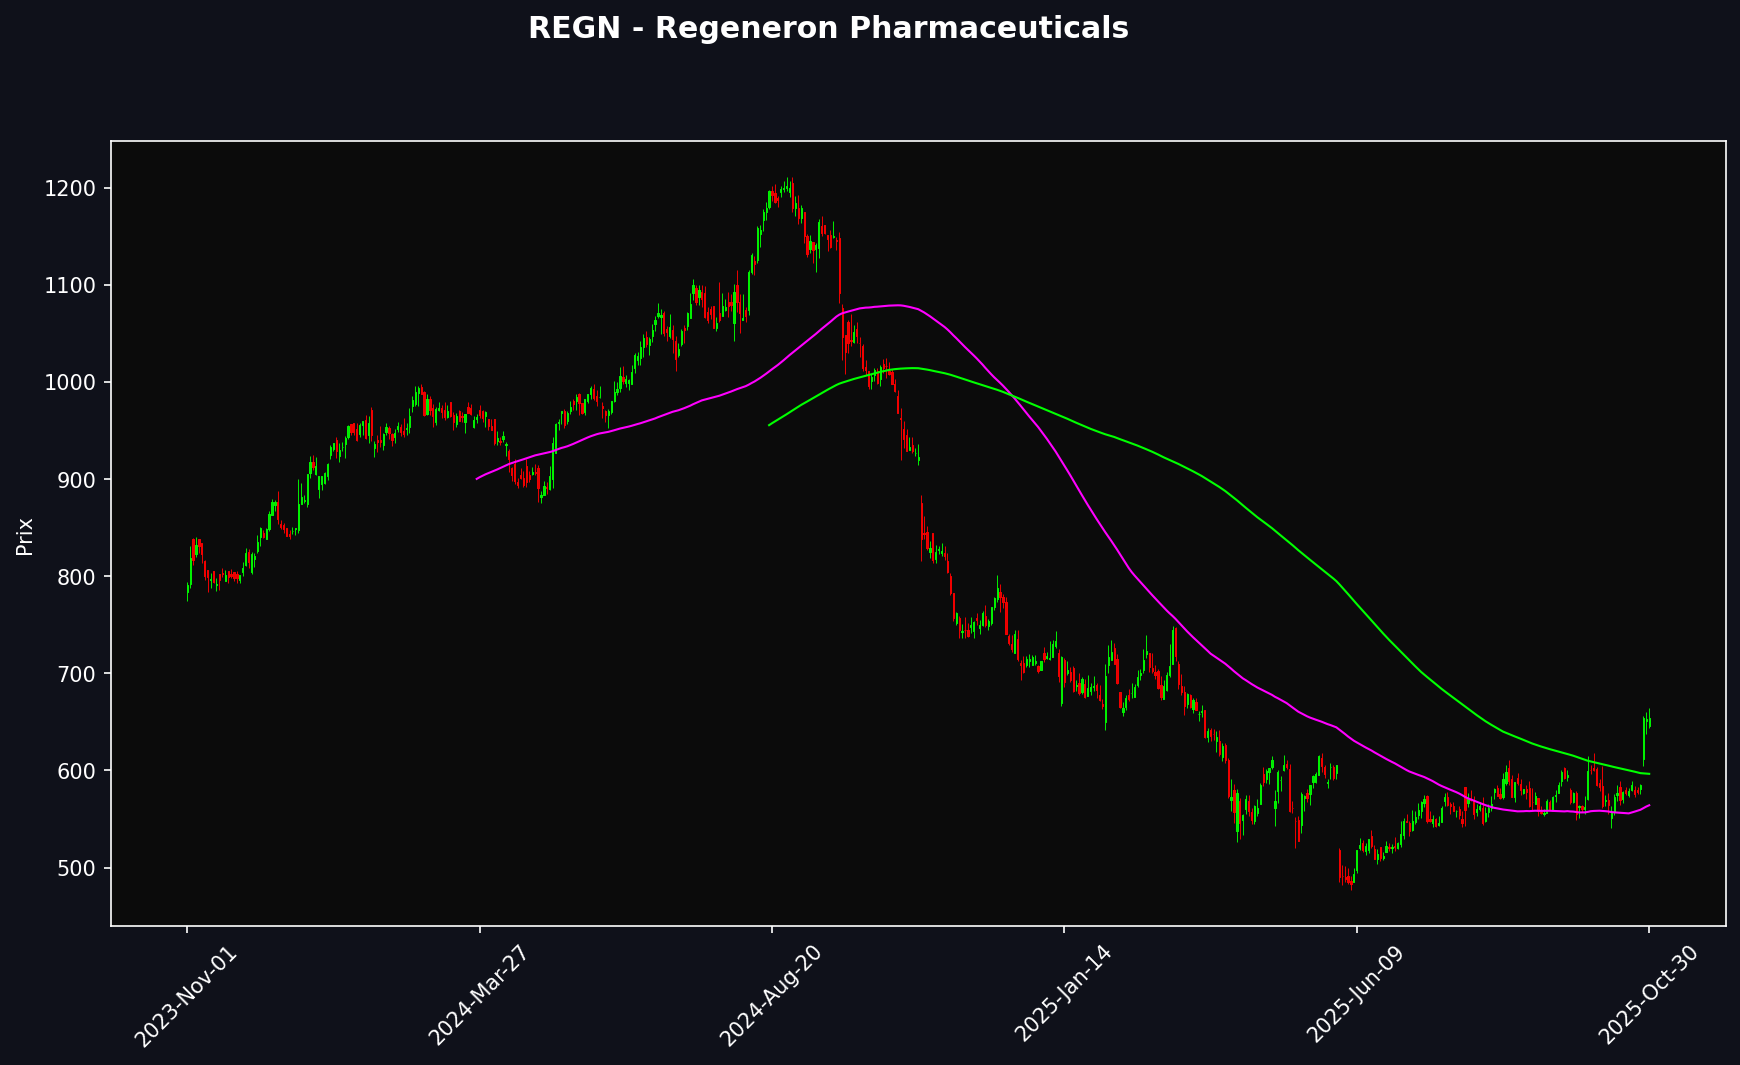 REGN - Regeneron Pharmaceuticals
Prix
1200
1100
1000
900
800
700
600
500
2023-Nov-01
2024-Mar-27
2024-Aug-20
2025-Jan-14
2025-Jun-09
2025-Oct-30